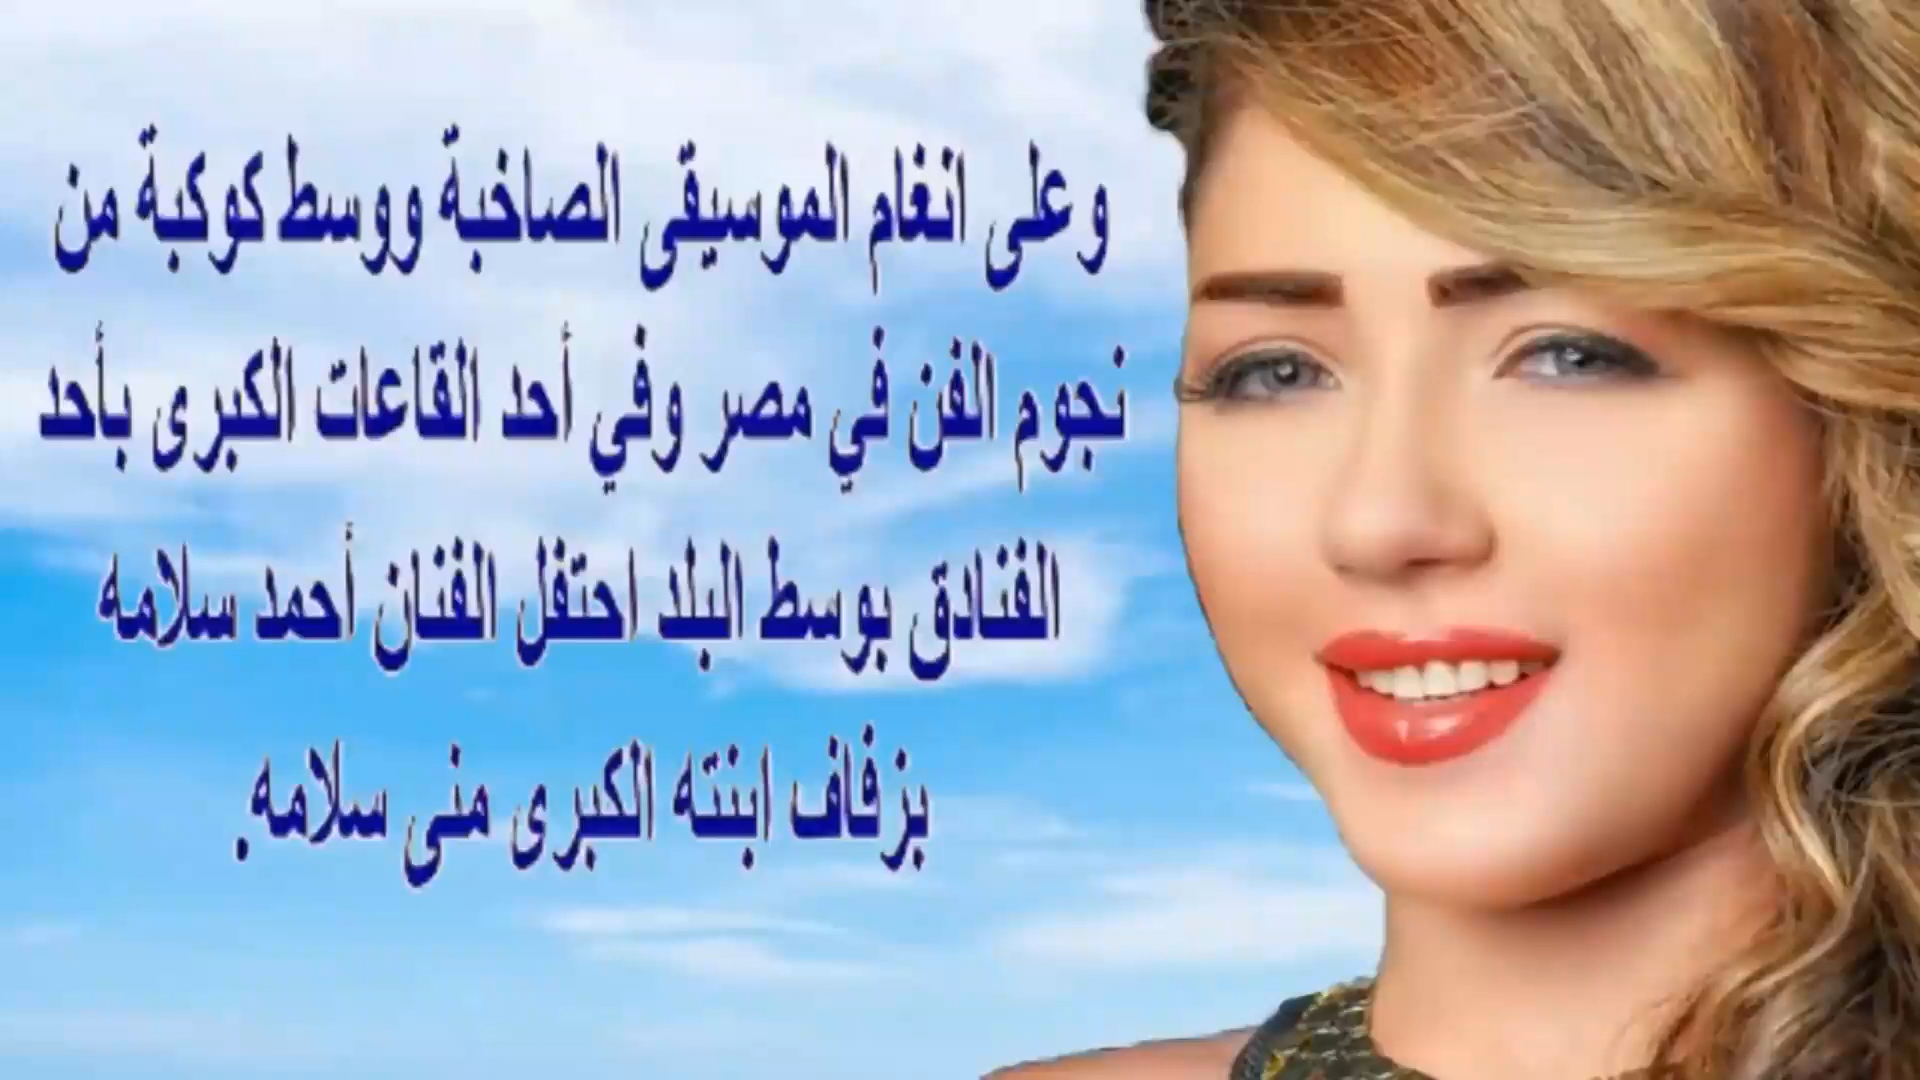 وعلى انغام الموسيقى الصاخبة ووسط كوكبة من
نجوم الفن في مصر وفي أحد القاعات الكبرى بأحد
الفنادق بوسط البلد احتفل الفنان أحمد سلامه
بزفاف ابنته الكبرى منى سلامه.